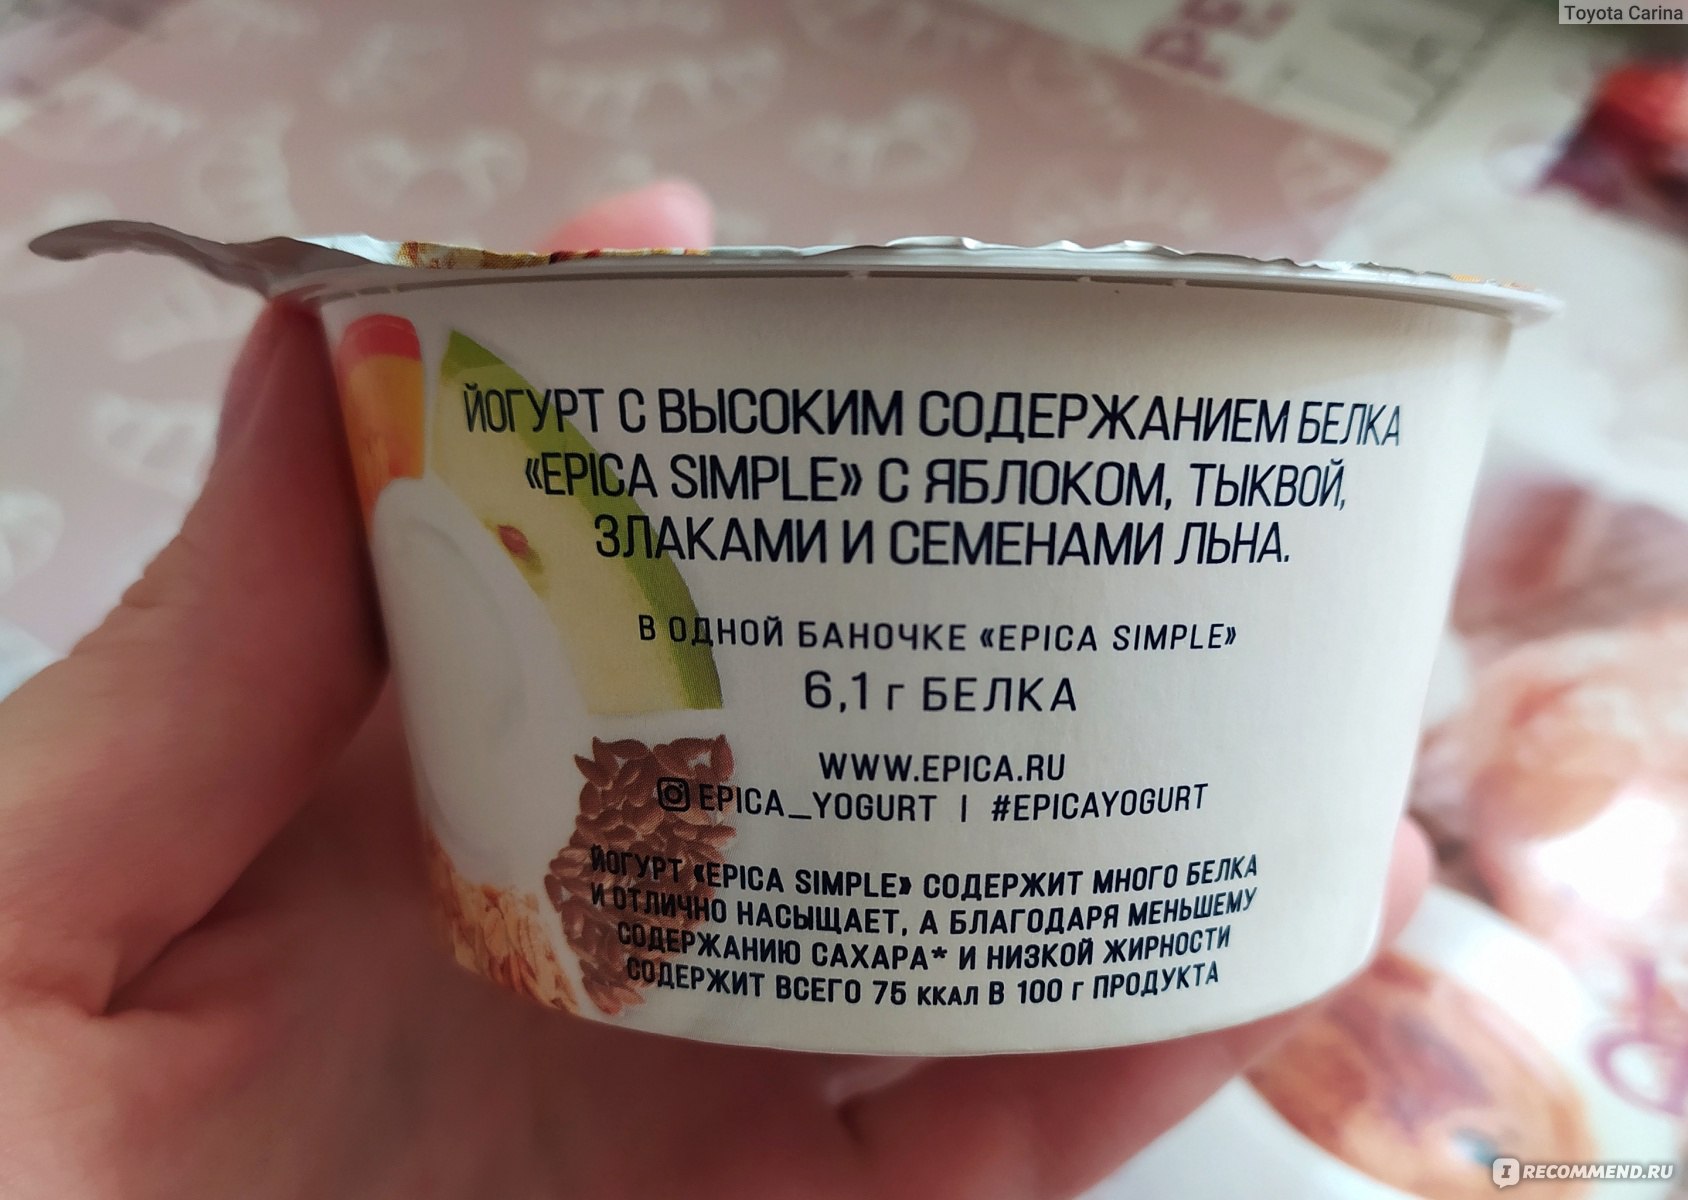 Toyota Carina
ЙОГУРТ С ВЫСОКИМ СОДЕРЖАНИЕМ БЕЛКА
«EPICA SIMPLE» С ЯБЛОКОМ, ТЫКВОЙ,
ЗЛАКАМИ И СЕМЕНАМИ ЛЬНА.
В ОДНОЙ БАНОЧКЕ «EPICA SIMPLE»
6,1 г БЕЛКА
WWW.EPICA.RU
EPICA_YOGURT | #EPICAYOGURT
ЙОГУРТ «EPICA SIMPLE» СОДЕРЖИТ МНОГО БЕЛКА
И ОТЛИЧНО НАСЫЩАЕТ, А БЛАГОДАРЯ МЕНЬШЕМУ
СОДЕРЖАНИЮ САХАРА* И НИЗКОЙ ЖИРНОСТИ
СОДЕРЖИТ ВСЕГО 75 ккал В 100 г ПРОДУКТА
IRECOMMEND.RU